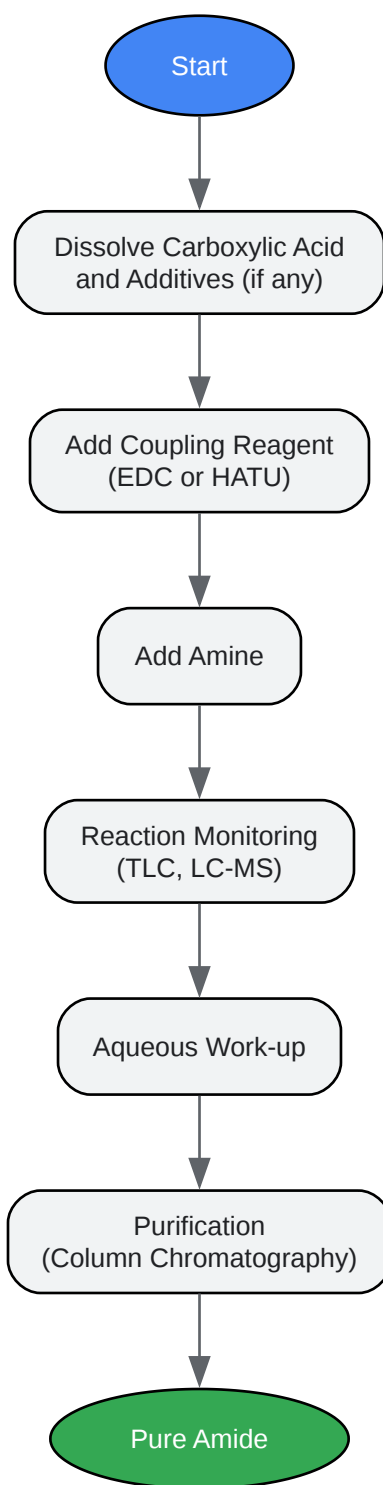 Start
Dissolve Carboxylic Acid
and Additives (if any)
Add Coupling Reagent
(EDC or HATU)
Add Amine
Reaction Monitoring
(TLC, LC-MS)
Aqueous Work-up
Purification
(Column Chromatography)
Pure Amide